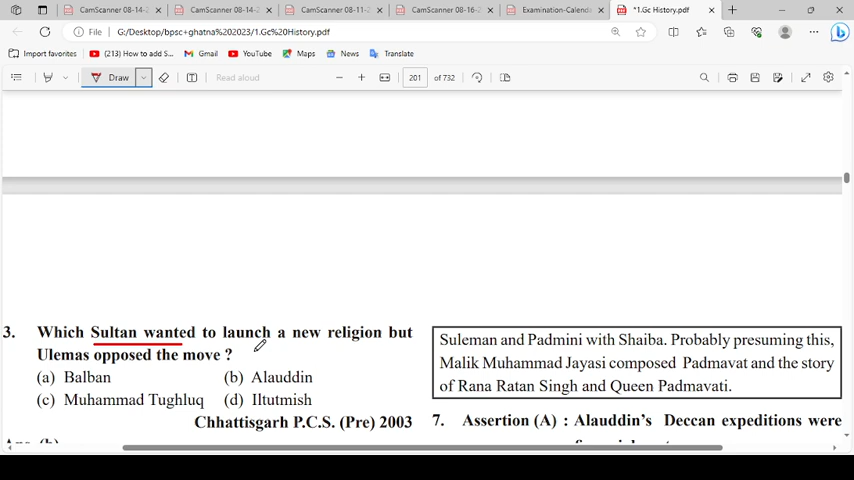 CamScanner 08-14-2
CamScanner 08-14-2
CamScanner 08-11-2
CamScanner 08-16-2
Examination-Calend
*1.Gc History.pdf
File
G:/Desktop/bpsc+ghatna%202023/1.Gc%20History.pdf
Import favorites
(213) How to add S...
Gmail
YouTube
Maps
News
Translate
Draw
Read aloud
201
of 732
3. Which Sultan wanted to launch a new religion but
Ulemas opposed the move ?
(a) Balban (b) Alauddin
(c) Muhammad Tughluq (d) Iltutmish
Chhattisgarh P.C.S. (Pre) 2003
Suleman and Padmini with Shaiba. Probably presuming this,
Malik Muhammad Jayasi composed Padmavat and the story
of Rana Ratan Singh and Queen Padmavati.
7. Assertion (A) : Alauddin's Deccan expeditions were